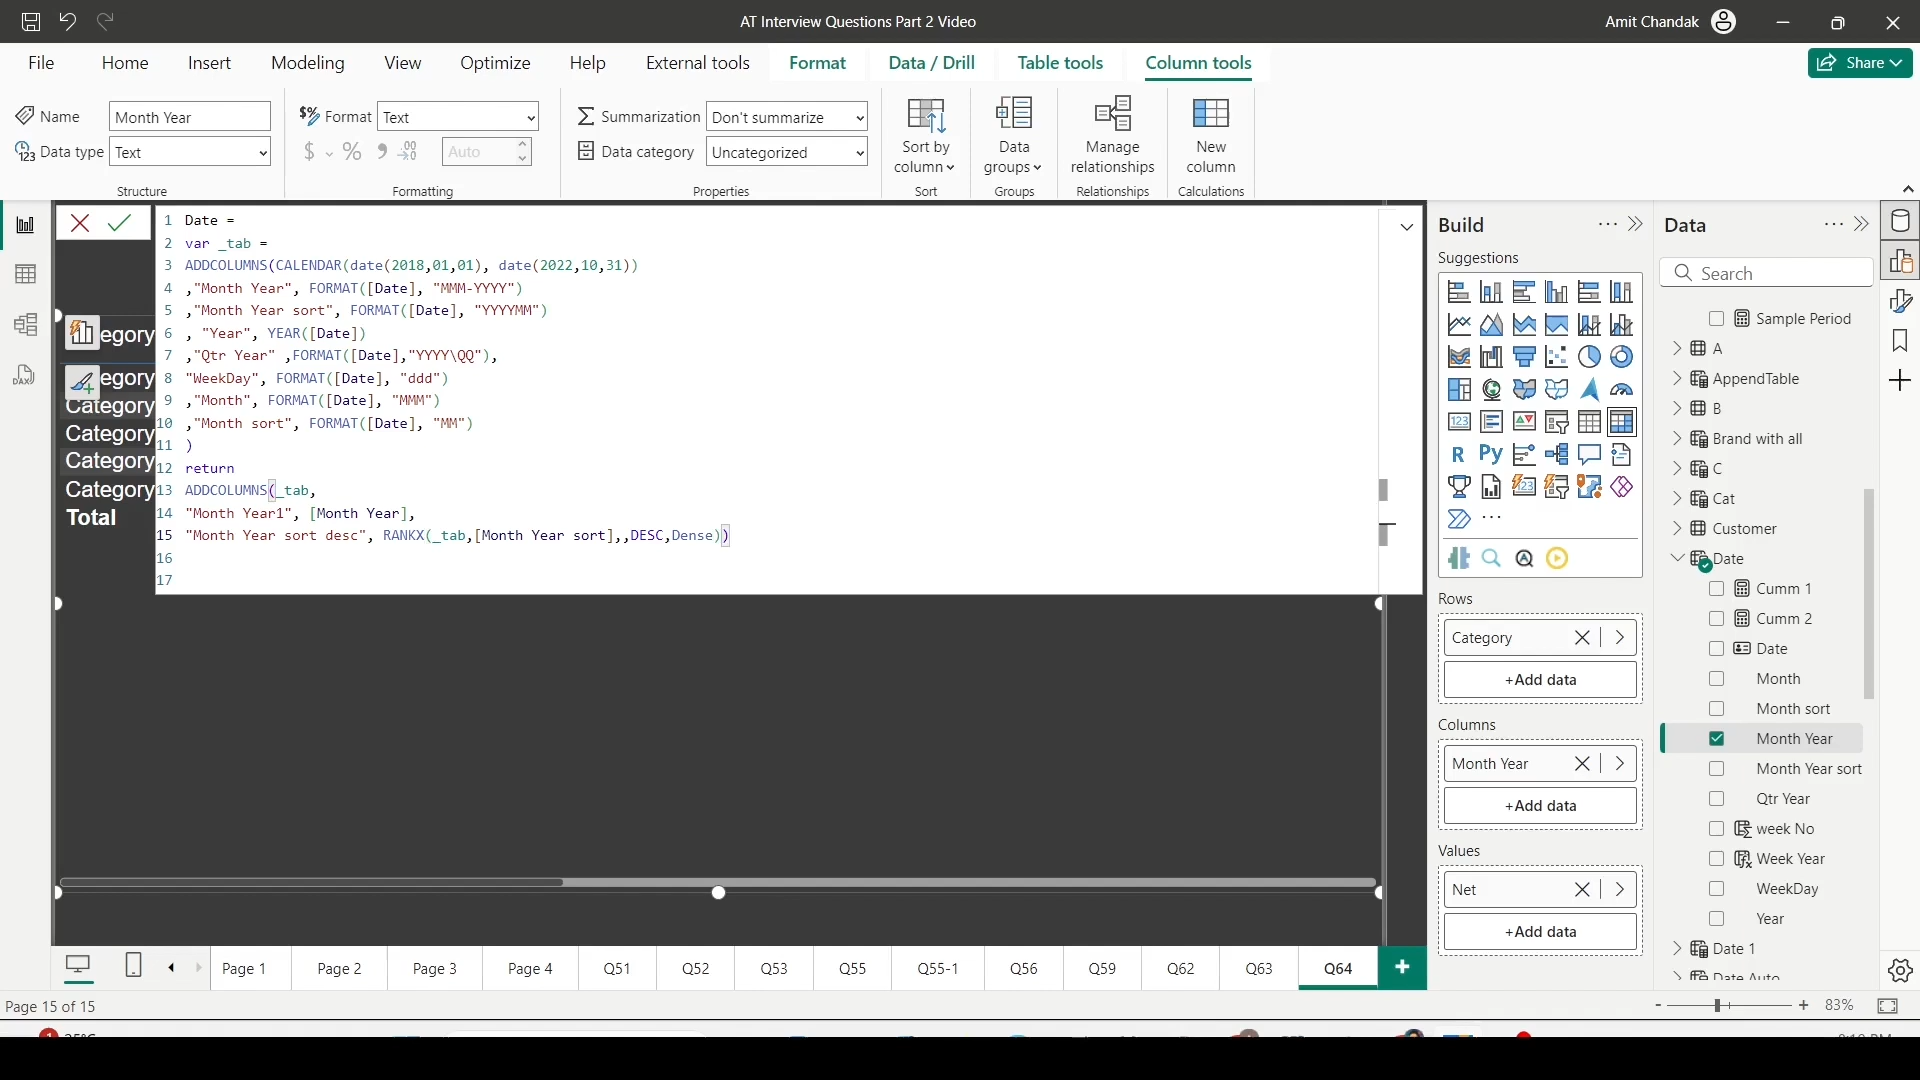 AT Interview Questions Part 2 Video
Amit Chandak
File Home Insert Modeling View Optimize Help External tools Format Data / Drill Table tools Column tools
Share
Name Month Year
Data type Text
Structure
Format Text
$ % Auto
Formatting
Summarization Don't summarize
Data category Uncategorized
Properties
Sort by
column
Sort
Data
groups
Groups
Manage
relationships
Relationships
New
column
Calculations
1 Date =
2 var _tab =
3 ADDCOLUMNS(CALENDAR(date(2018,01,01), date(2022,10,31))
4 ,"Month Year", FORMAT([Date], "MMM-YYYY")
5 ,"Month Year sort", FORMAT([Date], "YYYYMM")
6 , "Year", YEAR([Date])
7 ,"Qtr Year" ,FORMAT([Date],"YYYY\QQ"),
8 "WeekDay", FORMAT([Date], "ddd")
9 ,"Month", FORMAT([Date], "MMM")
10 ,"Month sort", FORMAT([Date], "MM")
11 )
12 return
13 ADDCOLUMNS(_tab,
14 "Month Year1", [Month Year],
15 "Month Year sort desc", RANKX(_tab,[Month Year sort],,DESC,Dense))
16
17
egory
egory
Category
Category
Category
Category
Total
Build
Suggestions
R Py
Rows
Category
+Add data
Columns
Month Year
+Add data
Values
Net
+Add data
Data
Search
Sample Period
A
AppendTable
B
Brand with all
C
Cat
Customer
Date
Cumm 1
Cumm 2
Date
Month
Month sort
Month Year
Month Year sort
Qtr Year
week No
Week Year
WeekDay
Year
Date 1
Date Auto
Page 1 Page 2 Page 3 Page 4 Q51 Q52 Q53 Q55 Q55-1 Q56 Q59 Q62 Q63 Q64
Page 15 of 15
- + 83%